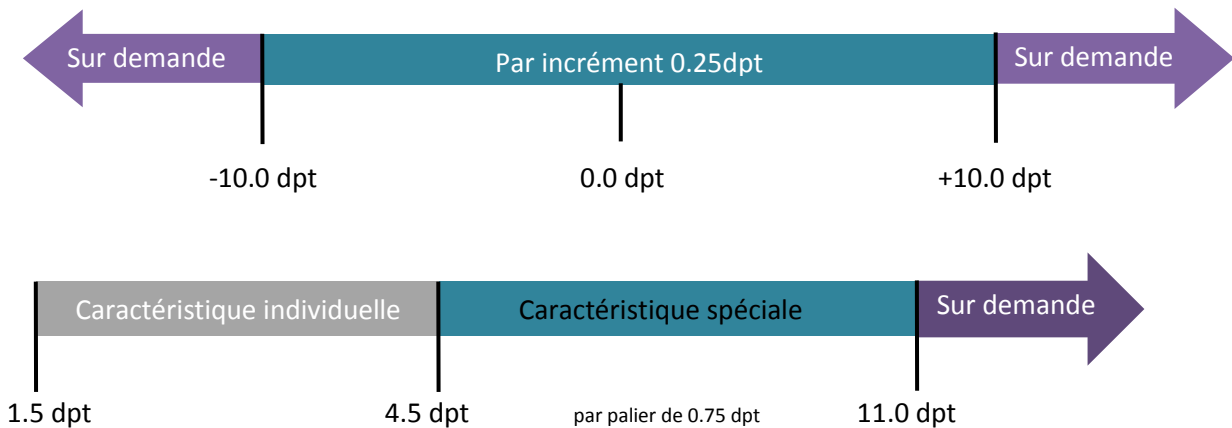 Sur demande
Par incrément 0.25dpt
Sur demande
-10.0 dpt
0.0 dpt
+10.0 dpt
Caractéristique individuelle
Caractéristique spéciale
Sur demande
1.5 dpt
4.5 dpt
par palier de 0.75 dpt
11.0 dpt